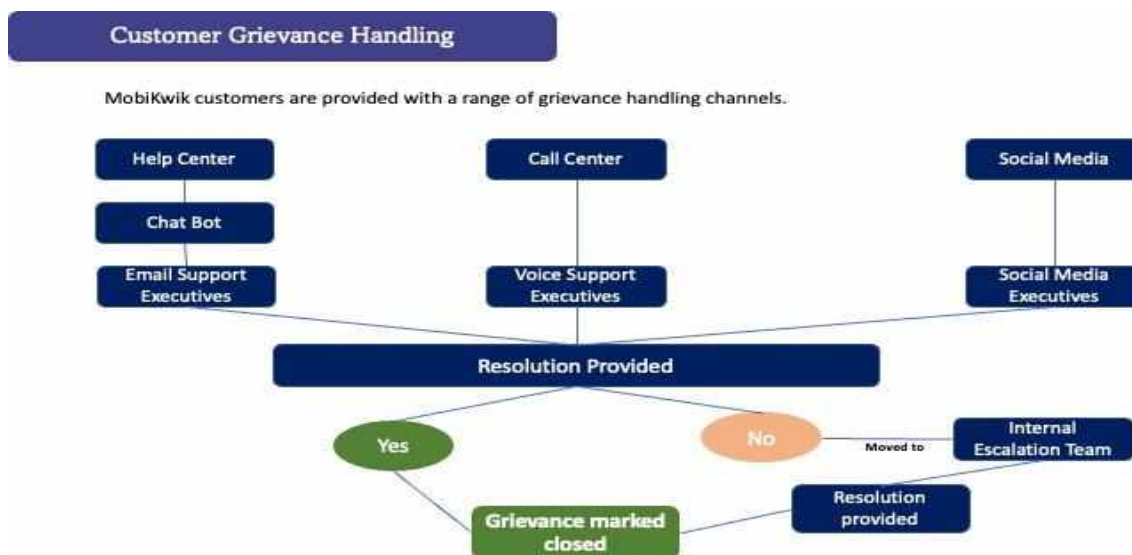 Customer Grievance Handling
MobiKwik customers are provided with a range of grievance handling channels.
Help Center
Call Center
Social Media
Chat Bot
Email Support
Executives
Voice Support
Executives
Social Media
Executives
Resolution Provided
Yes
No
Moved to
Internal
Escalation Team
Resolution
provided
Grievance marked
closed